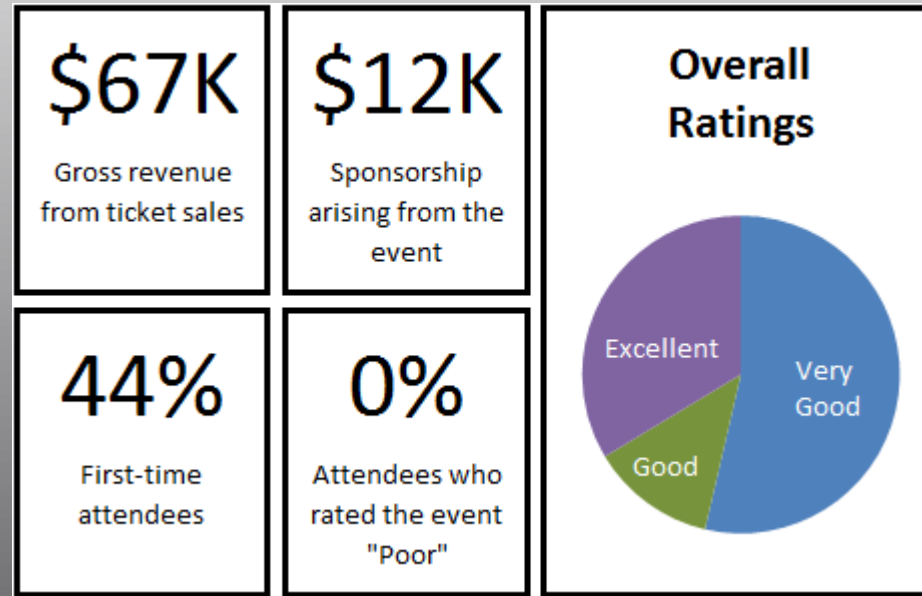 $67K
Gross revenue
from ticket sales
$12K
Sponsorship
arising from the
event
44%
First-time
attendees
0%
Attendees who
rated the event
"Poor"
Overall
Ratings
Excellent
Very
Good
Good